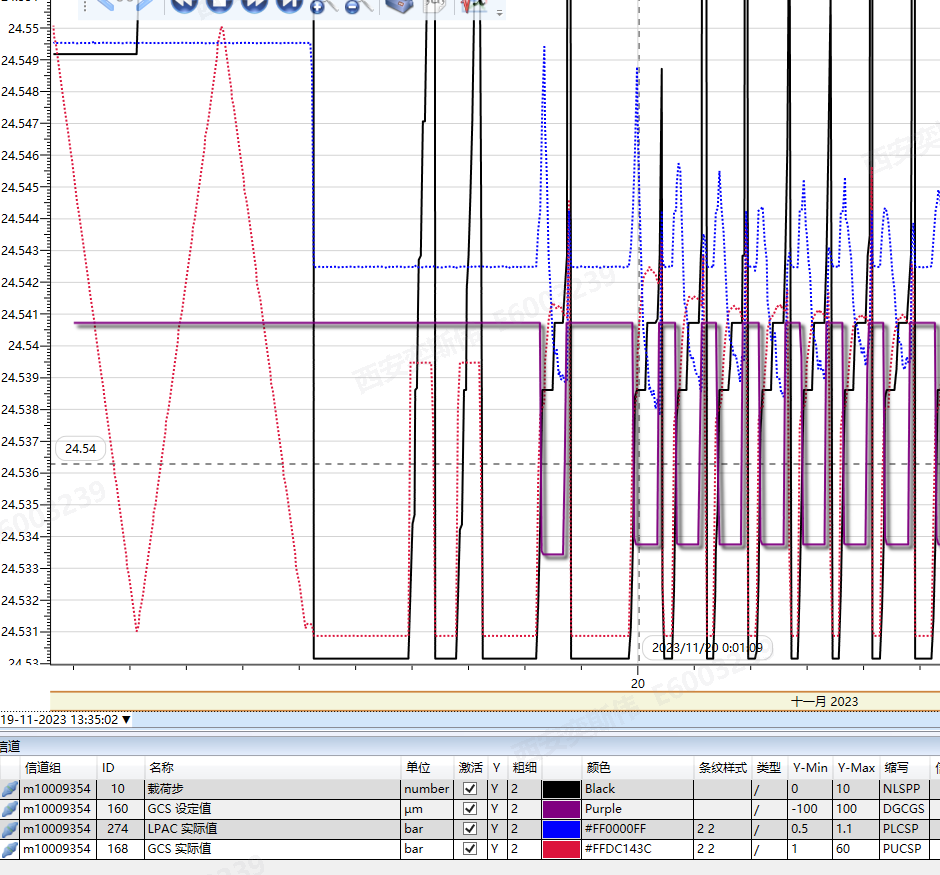 24.55
24.549
24.548
24.547
24.546
24.545
24.544
24.543
24.542
24.541
24.54
24.539
24.538
24.537
24.536
24.535
24.534
24.533
24.532
24.531
24.53
24.54
2023/11/20 0:01:09
20
十一月 2023
19-11-2023 13:35:02 ▼
信道
信道组 ID 名称 单位 激活 Y 粗细 颜色 条纹样式 类型 Y-Min Y-Max 缩写
m10009354 10 载荷步 number Y 2 Black / 0 10 NLSPP
m10009354 160 GCS 设定值 µm Y 2 Purple / -100 100 DGCGS
m10009354 274 LPAC 实际值 bar Y 2 #FF0000FF 2 2 / 0.5 1.1 PLCSP
m10009354 168 GCS 实际值 bar Y 2 #FFDC143C 2 2 / 1 60 PUCSP
西安奕斯伟 E6003239